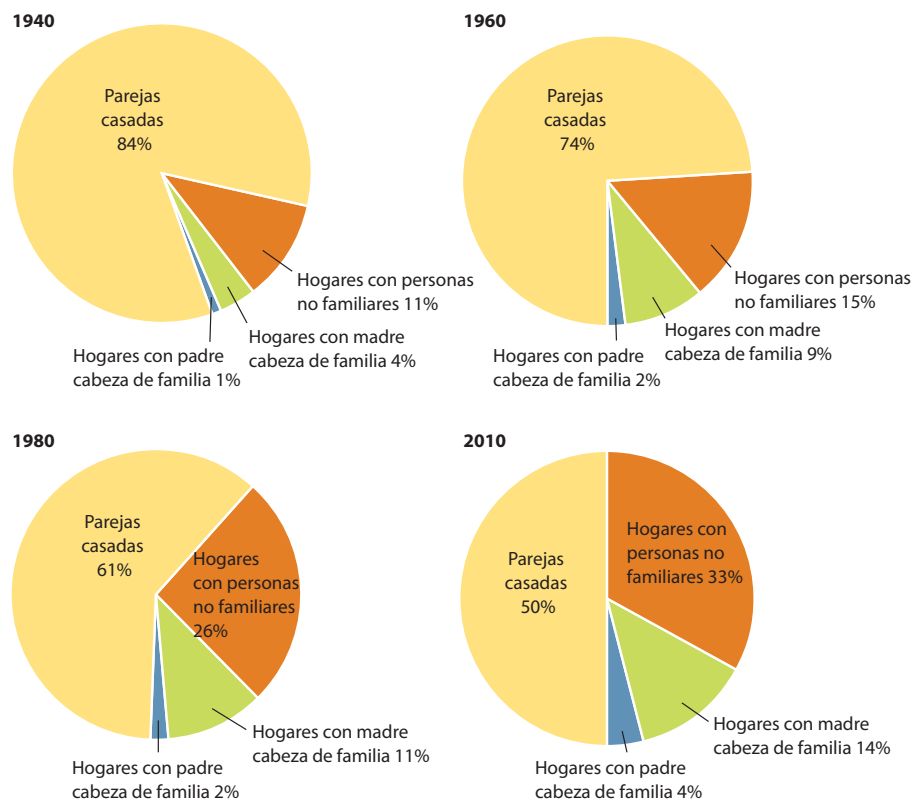 1940
Parejas
casadas
84%
Hogares con personas
no familiares 11%
Hogares con madre
cabeza de familia 4%
Hogares con padre
cabeza de familia 1%
1960
Parejas
casadas
74%
Hogares con personas
no familiares 15%
Hogares con madre
cabeza de familia 9%
Hogares con padre
cabeza de familia 2%
1980
Parejas
casadas
61%
Hogares
con personas
no familiares
26%
Hogares con madre
cabeza de familia 11%
Hogares con padre
cabeza de familia 2%
2010
Parejas
casadas
50%
Hogares con
personas no
familiares 33%
Hogares con madre
cabeza de familia 14%
Hogares con padre
cabeza de familia 4%